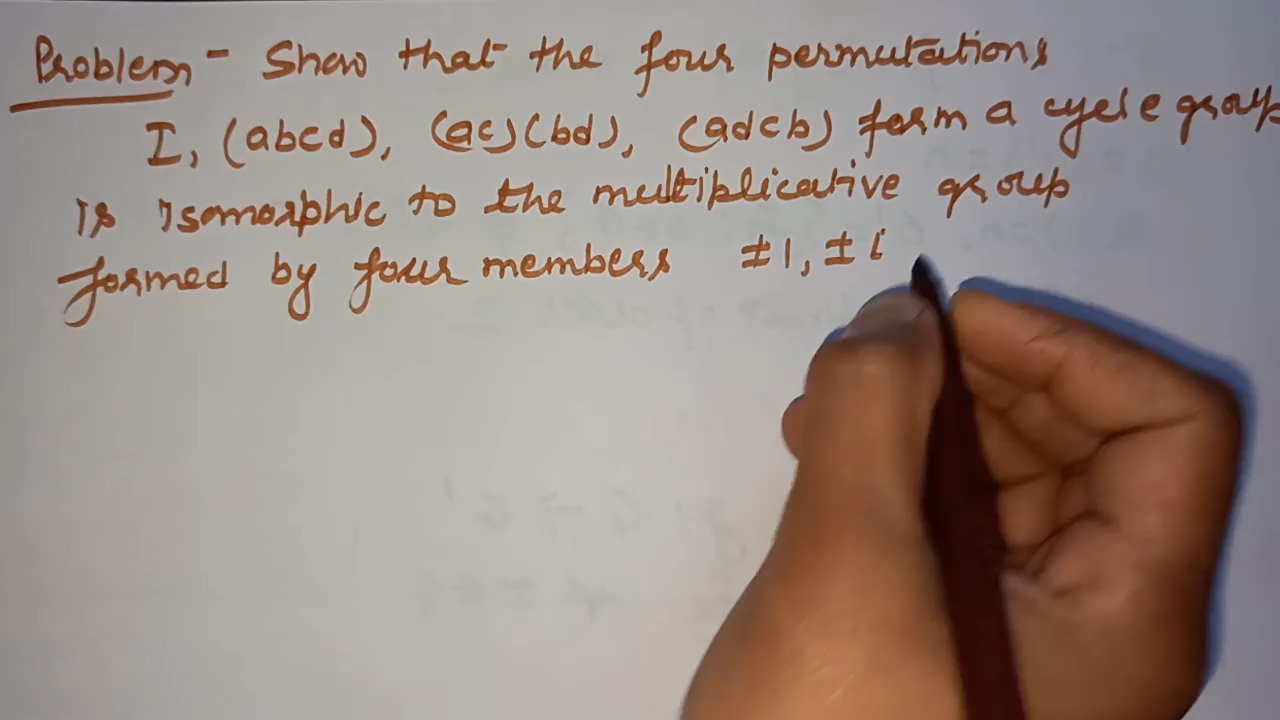 Problem - Show that the four permutations
I, (abcd), (ac)(bd), (adcb) form a cycle group
is isomorphic to the multiplicative group
formed by four members ±1, ±i